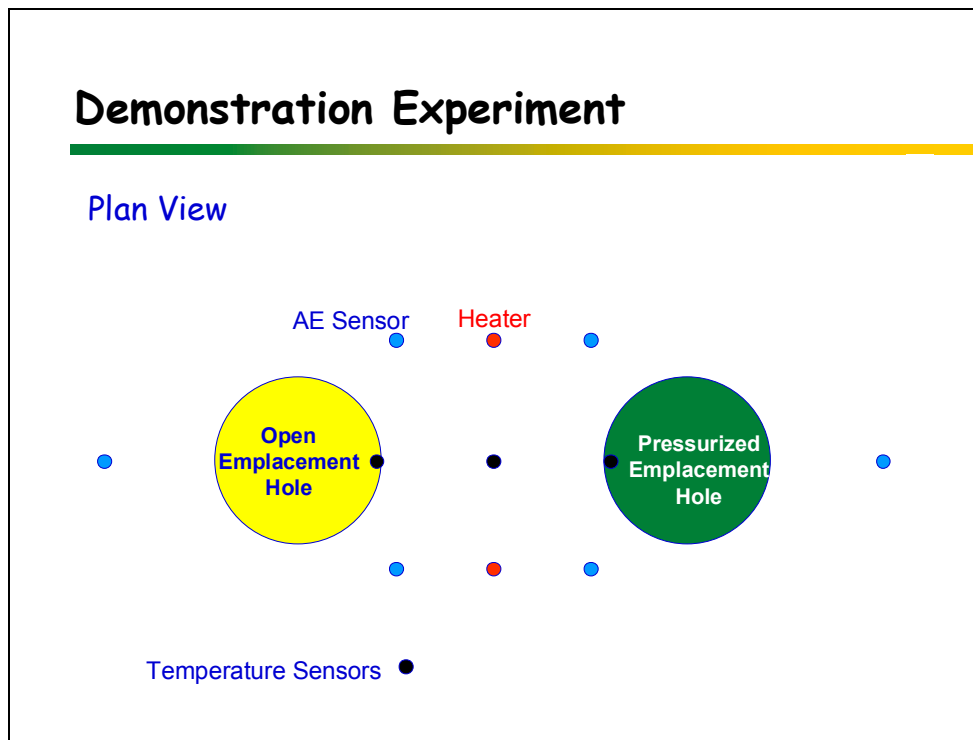 Demonstration Experiment
Plan View
AE Sensor
Heater
Open
Emplacement
Hole
Pressurized
Emplacement
Hole
Temperature Sensors